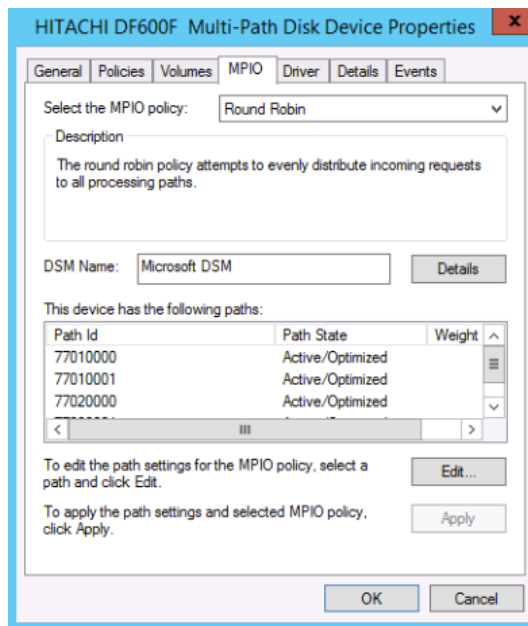 HITACHI DF600F  Multi-Path Disk Device Properties
x
General Policies Volumes MPIO Driver Details Events
Select the MPIO policy: Round Robin
Description
The round robin policy attempts to evenly distribute incoming requests
to all processing paths.
DSM Name: Microsoft DSM Details
This device has the following paths:
Path Id Path State Weight
77010000 Active/Optimized
77010001 Active/Optimized
77020000 Active/Optimized
To edit the path settings for the MPIO policy, select a
path and click Edit.
Edit...
To apply the path settings and selected MPIO policy,
click Apply.
Apply
OK Cancel